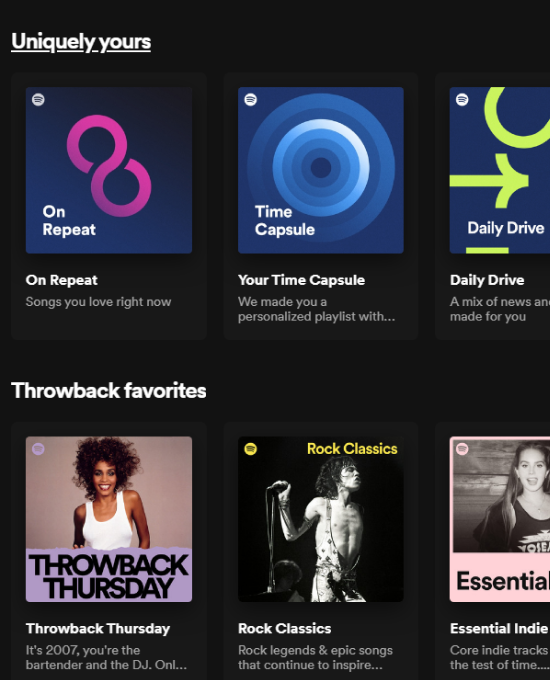 Uniquely yours
On
Repeat
Time
Capsule
Daily Drive
On Repeat
Songs you love right now
Your Time Capsule
We made you a
personalized playlist with...
Daily Drive
A mix of news an
made for you
Throwback favorites
THROWBACK
THURSDAY
Rock Classics
Essential
Throwback Thursday
It's 2007, you're the
bartender and the DJ. Onl...
Rock Classics
Rock legends & epic songs
that continue to inspire...
Essential Indie
Core indie tracks
the test of time....